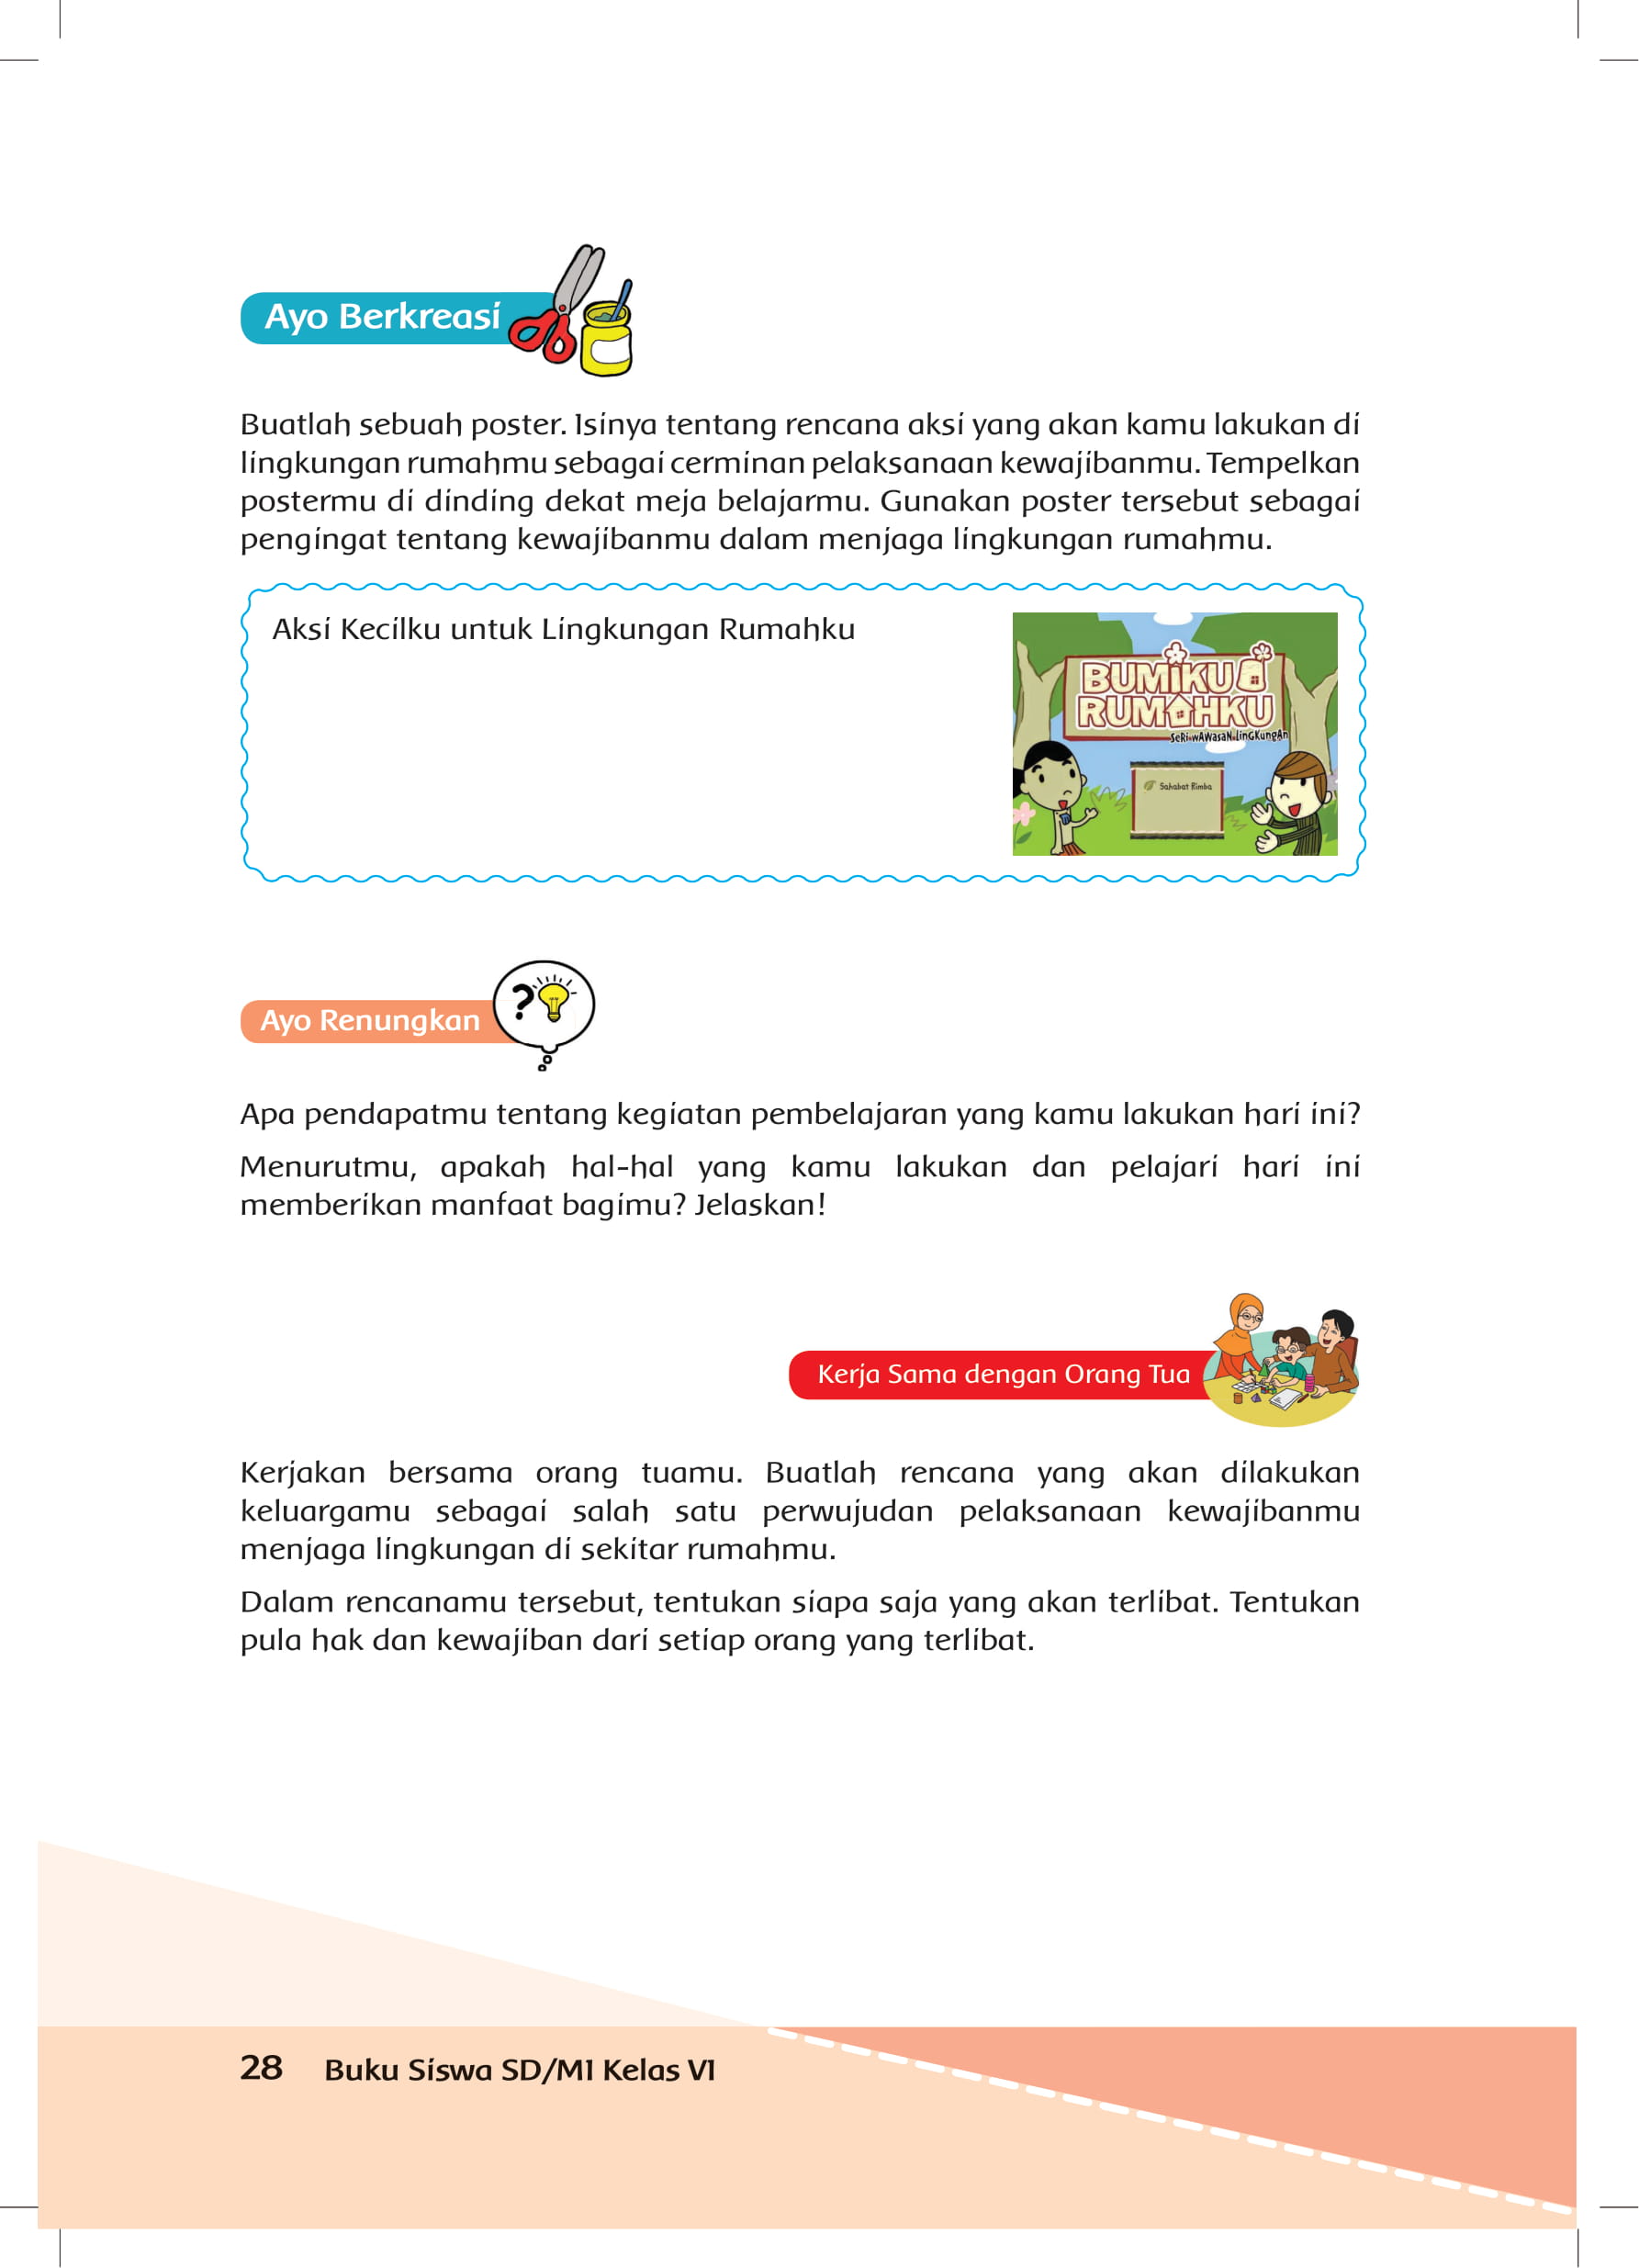 Ayo Berkreasi
Buatlah sebuah poster. Isinya tentang rencana aksi yang akan kamu lakukan di
lingkungan rumahmu sebagai cerminan pelaksanaan kewajibanmu. Tempelkan
postermu di dinding dekat meja belajarmu. Gunakan poster tersebut sebagai
pengingat tentang kewajibanmu dalam menjaga lingkungan rumahmu.
Aksi Kecilku untuk Lingkungan Rumahku
BUMIKU
RUMAHKU
SeRi wAWasaN linGKungAn
Sahabat Rimba
Ayo Renungkan
?
Apa pendapatmu tentang kegiatan pembelajaran yang kamu lakukan hari ini?
Menurutmu, apakah hal-hal yang kamu lakukan dan pelajari hari ini
memberikan manfaat bagimu? Jelaskan!
Kerja Sama dengan Orang Tua
Kerjakan bersama orang tuamu. Buatlah rencana yang akan dilakukan
keluargamu sebagai salah satu perwujudan pelaksanaan kewajibanmu
menjaga lingkungan di sekitar rumahmu.
Dalam rencanamu tersebut, tentukan siapa saja yang akan terlibat. Tentukan
pula hak dan kewajiban dari setiap orang yang terlibat.
28 Buku Siswa SD/MI Kelas VI